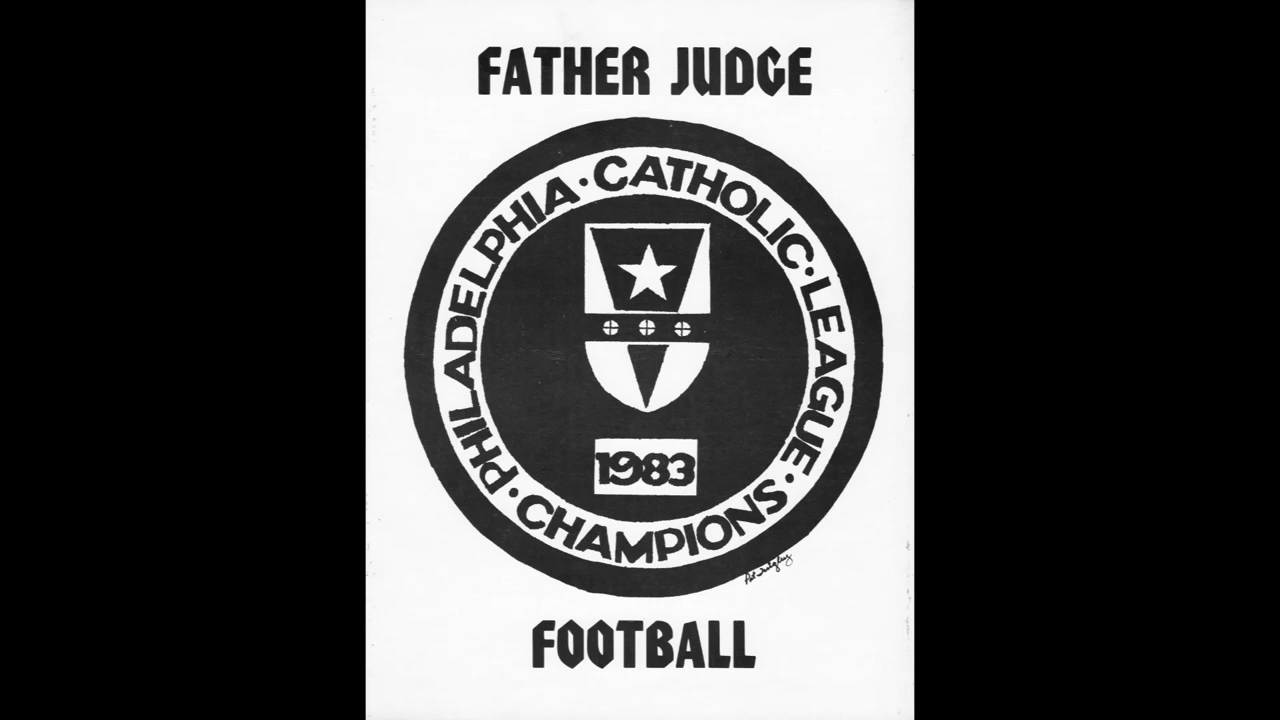 FATHER JUDGE
PHILADELPHIA · CATHOLIC · LEAGUE · CHAMPIONS ·
1983
FOOTBALL